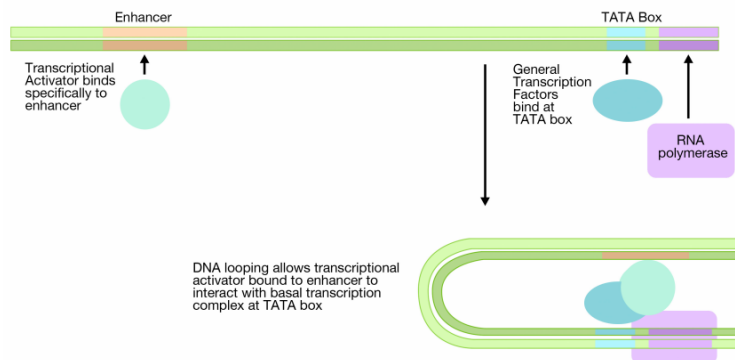 Enhancer
TATA Box
Transcriptional
Activator binds
specifically to
enhancer
General
Transcription
Factors
bind at
TATA box
RNA
polymerase
DNA looping allows transcriptional
activator bound to enhancer to
interact with basal transcription
complex at TATA box